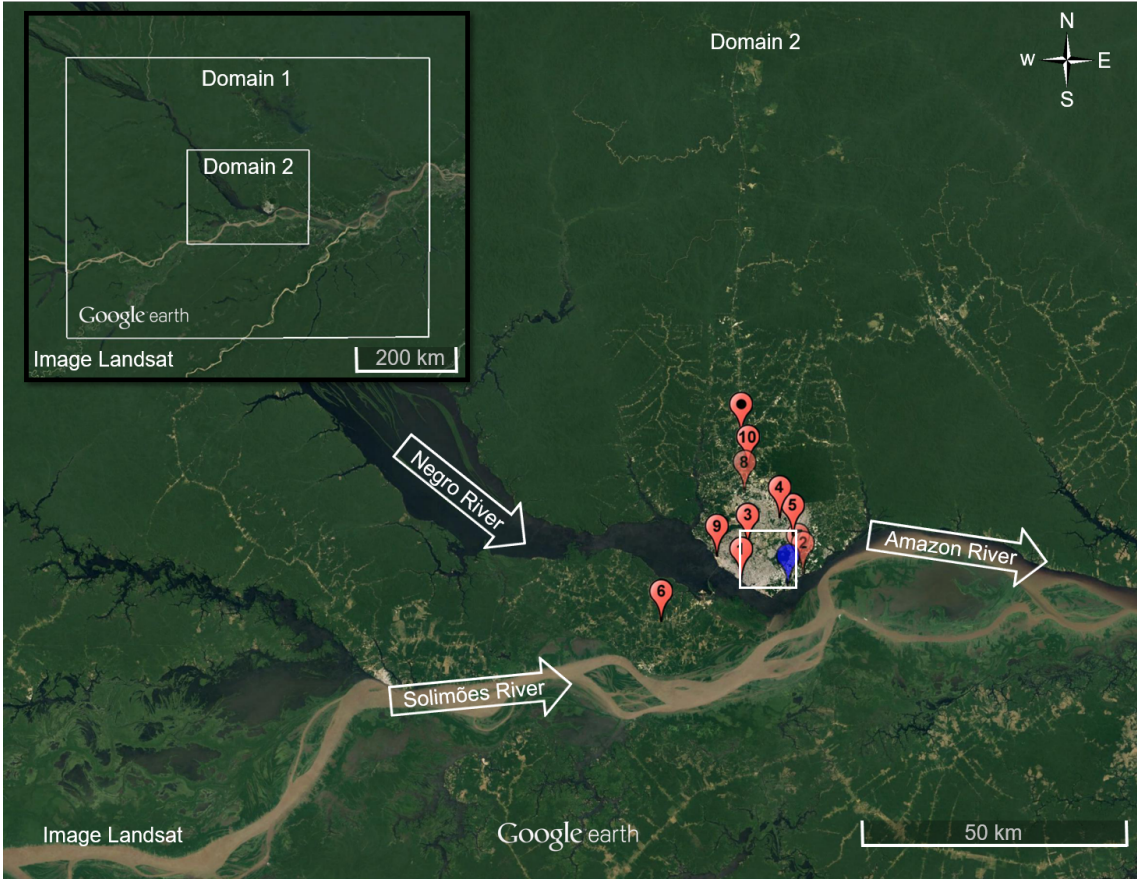 Domain 1
Domain 2
Google earth
Image Landsat
200 km
Domain 2
N
W
E
S
10
8
4
5
3
9
2
6
Negro River
Amazon River
Solimões River
Image Landsat
Google earth
50 km